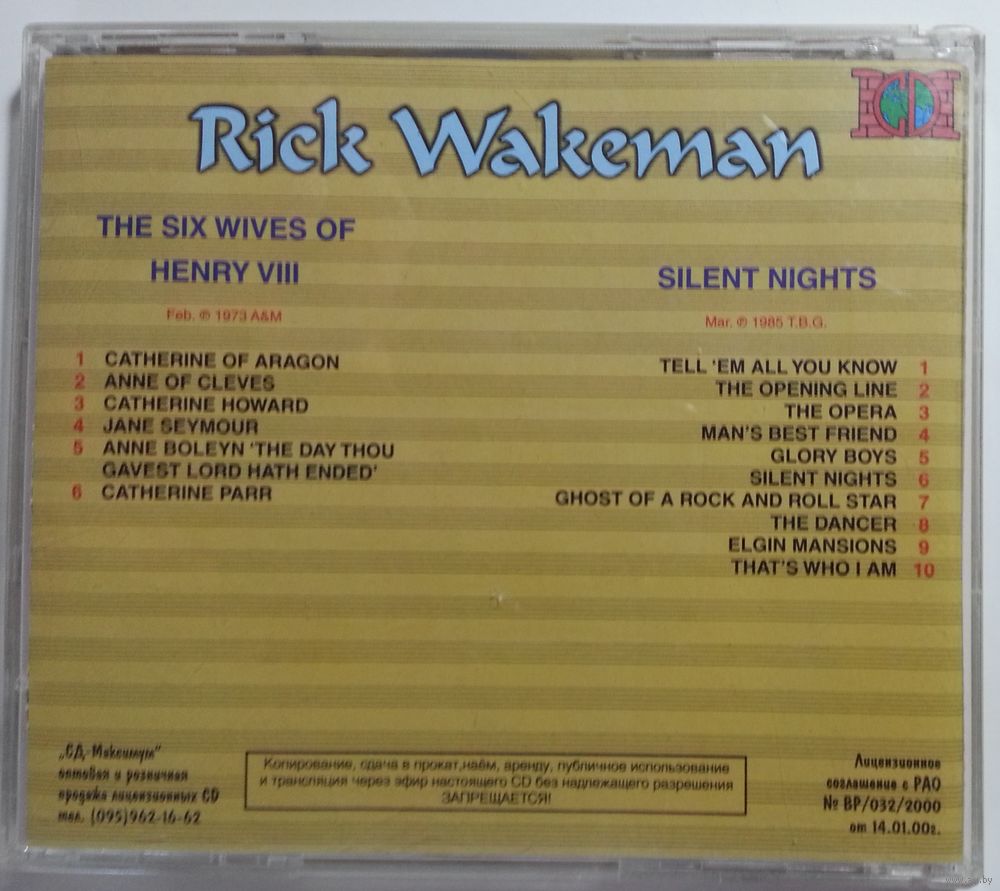 Rick Wakeman
THE SIX WIVES OF
HENRY VIII
Feb. ℗ 1973 A&M
1 CATHERINE OF ARAGON
2 ANNE OF CLEVES
3 CATHERINE HOWARD
4 JANE SEYMOUR
5 ANNE BOLEYN 'THE DAY THOU
GAVEST LORD HATH ENDED'
6 CATHERINE PARR
SILENT NIGHTS
Mar. ℗ 1985 T.B.G.
TELL 'EM ALL YOU KNOW 1
THE OPENING LINE 2
THE OPERA 3
MAN'S BEST FRIEND 4
GLORY BOYS 5
SILENT NIGHTS 6
GHOST OF A ROCK AND ROLL STAR 7
THE DANCER 8
ELGIN MANSIONS 9
THAT'S WHO I AM 10
„СД-Максимум"
оптовая и розничная
продажа лицензионных CD
тел. (095)962-16-62
Копирование, сдача в прокат,наём, аренду, публичное использование
и трансляция через эфир настоящего CD без надлежащего разрешения
ЗАПРЕЩАЕТСЯ!
Лицензионное
соглашение с РАО
№ ВР/032/2000
от 14.01.00г.